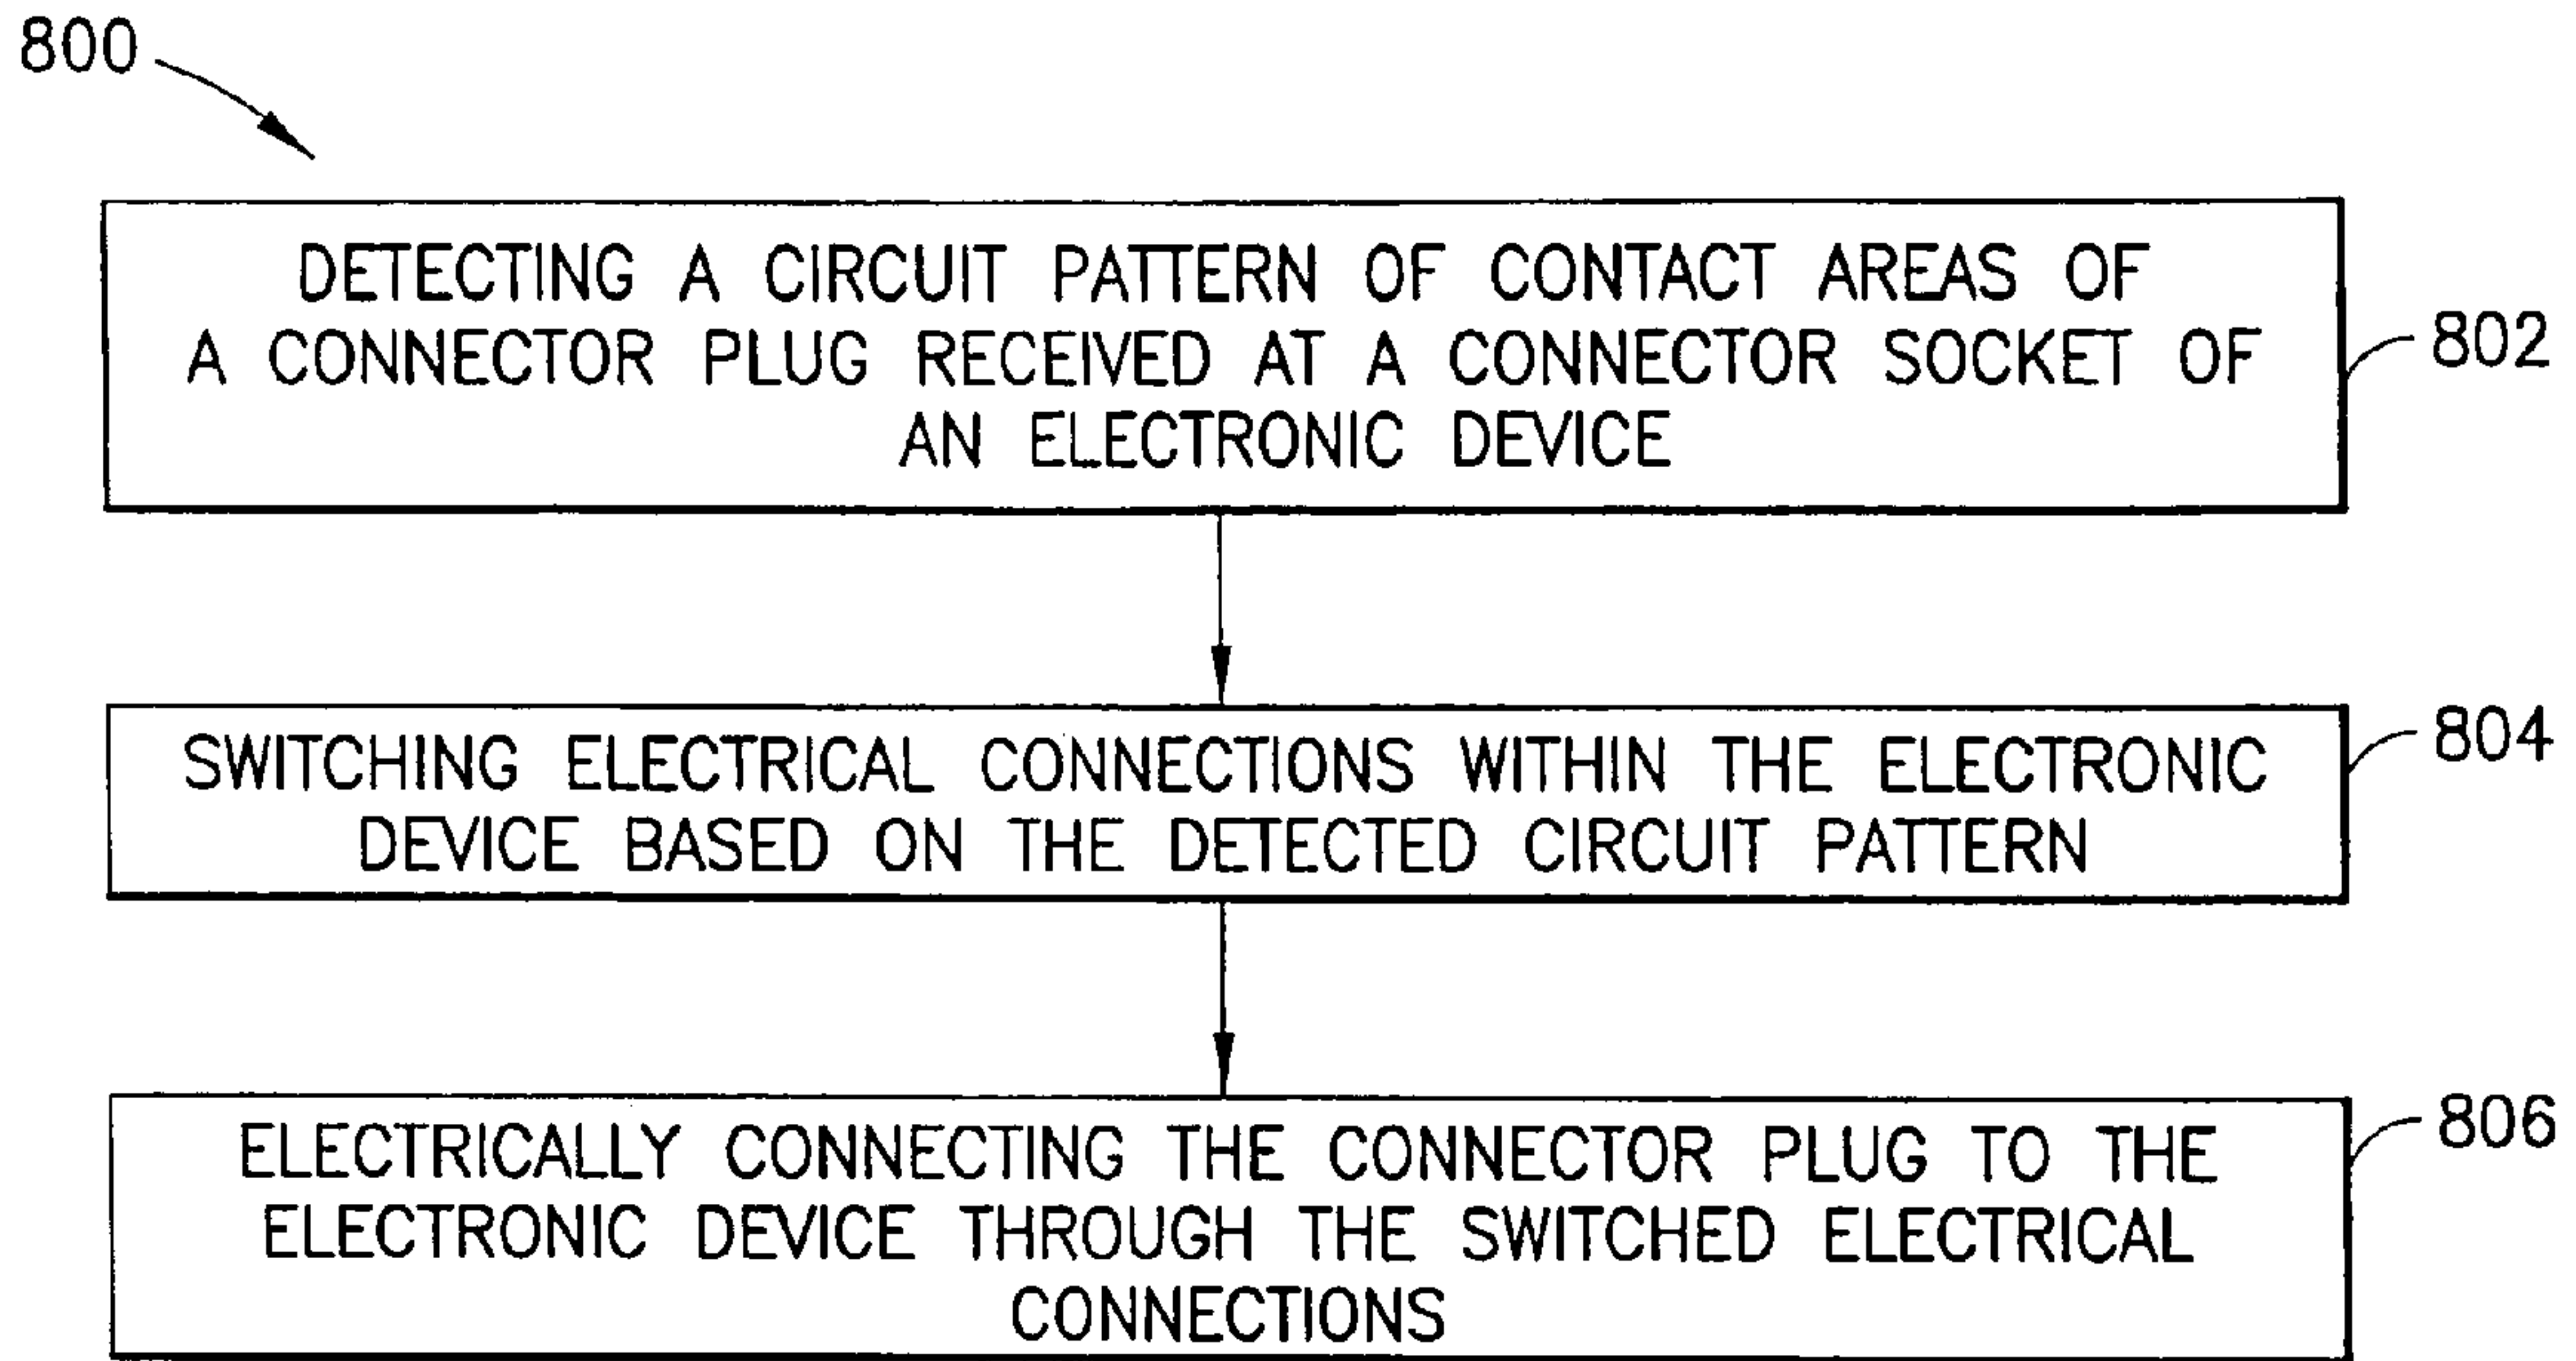 800
DETECTING A CIRCUIT PATTERN OF CONTACT AREAS OF
A CONNECTOR PLUG RECEIVED AT A CONNECTOR SOCKET OF
AN ELECTRONIC DEVICE
802
SWITCHING ELECTRICAL CONNECTIONS WITHIN THE ELECTRONIC
DEVICE BASED ON THE DETECTED CIRCUIT PATTERN
804
ELECTRICALLY CONNECTING THE CONNECTOR PLUG TO THE
ELECTRONIC DEVICE THROUGH THE SWITCHED ELECTRICAL
CONNECTIONS
806